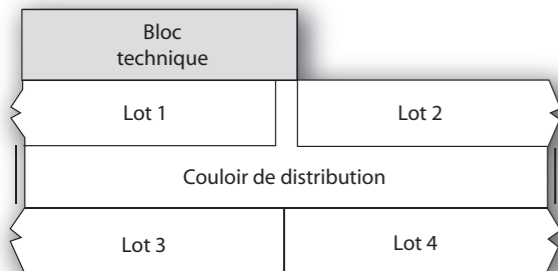 Bloc
technique
Lot 1
Lot 2
Couloir de distribution
Lot 3
Lot 4